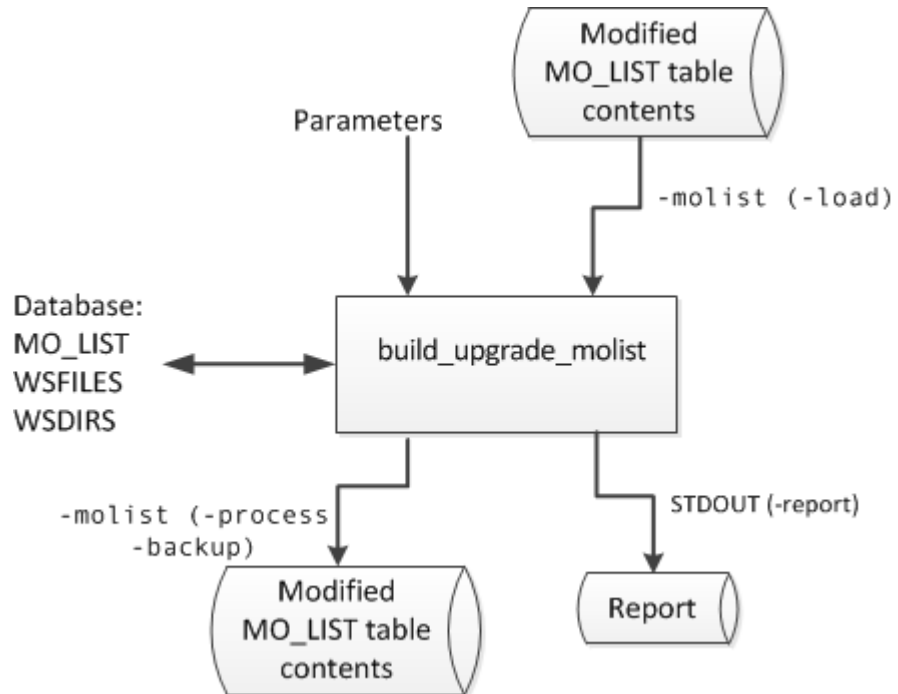 Modified
MO_LIST table
contents
Parameters
-molist (-load)
Database:
MO_LIST
WSFILES
WSDIRS
build_upgrade_molist
-molist (-process
-backup)
STDOUT (-report)
Modified
MO_LIST table
contents
Report